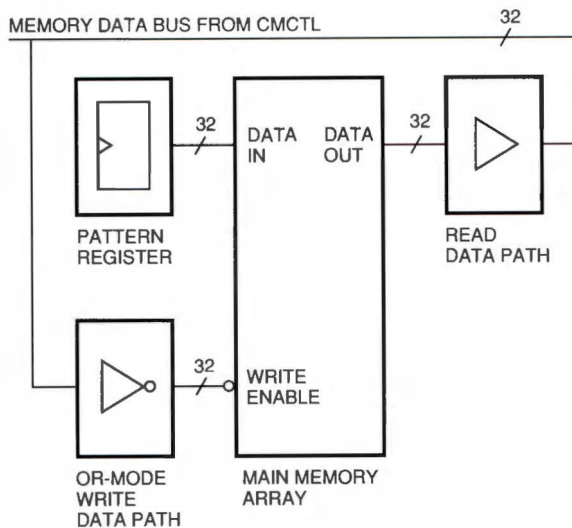 MEMORY DATA BUS FROM CMCTL
32
32
DATA
IN
DATA
OUT
32
PATTERN
REGISTER
READ
DATA PATH
32
WRITE
ENABLE
OR-MODE
WRITE
DATA PATH
MAIN MEMORY
ARRAY